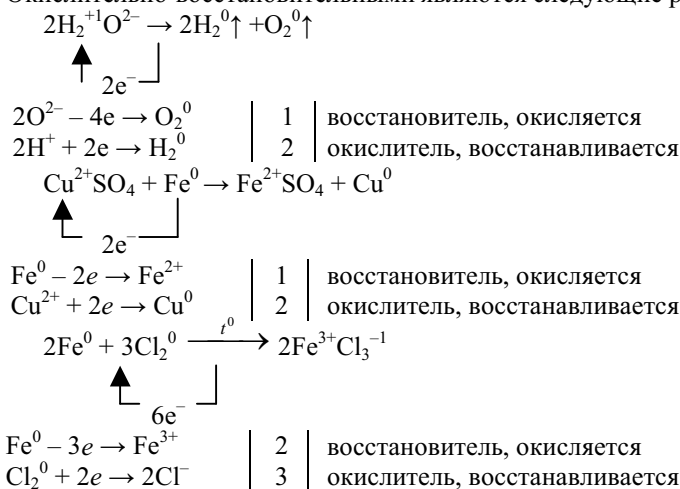 2H₂⁺¹O²⁻ → 2H₂⁰↑ +O₂⁰↑
2e⁻
2O²⁻ – 4e → O₂⁰ | 1 | восстановитель, окисляется
2H⁺ + 2e → H₂⁰ | 2 | окислитель, восстанавливается
Cu²⁺SO₄ + Fe⁰ → Fe²⁺SO₄ + Cu⁰
2e⁻
Fe⁰ – 2e → Fe²⁺ | 1 | восстановитель, окисляется
Cu²⁺ + 2e → Cu⁰ | 2 | окислитель, восстанавливается
2Fe⁰ + 3Cl₂⁰ t⁰→ 2Fe³⁺Cl₃⁻¹
6e⁻
Fe⁰ – 3e → Fe³⁺ | 2 | восстановитель, окисляется
Cl₂⁰ + 2e → 2Cl⁻ | 3 | окислитель, восстанавливается